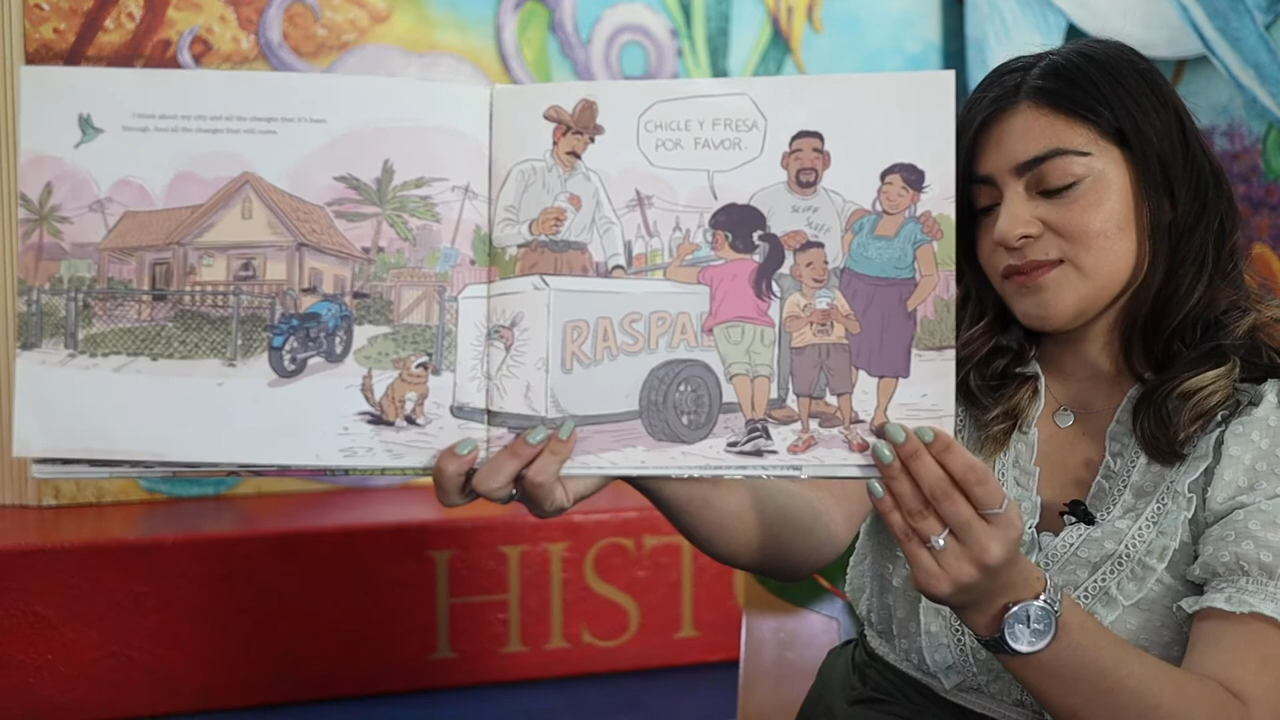 I think about my city and all the changes that it's been
through. And all the changes that will come.
CHICLE Y FRESA,
POR FAVOR.
RASPA
HIST